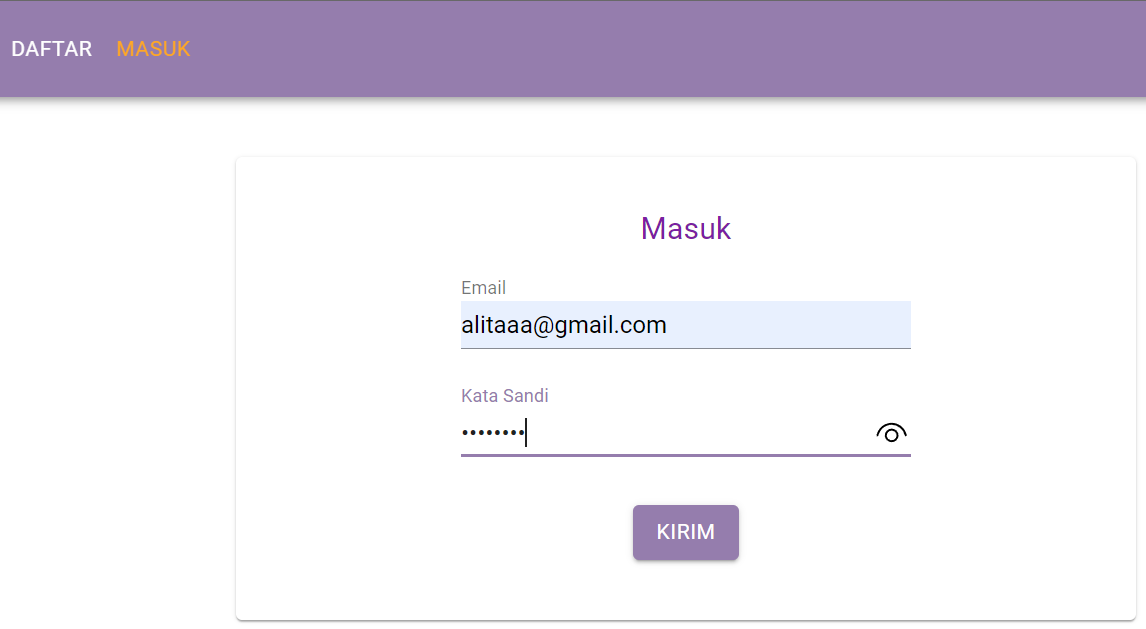 DAFTAR MASUK
Masuk
Email
alitaaa@gmail.com
Kata Sandi
••••••••
KIRIM